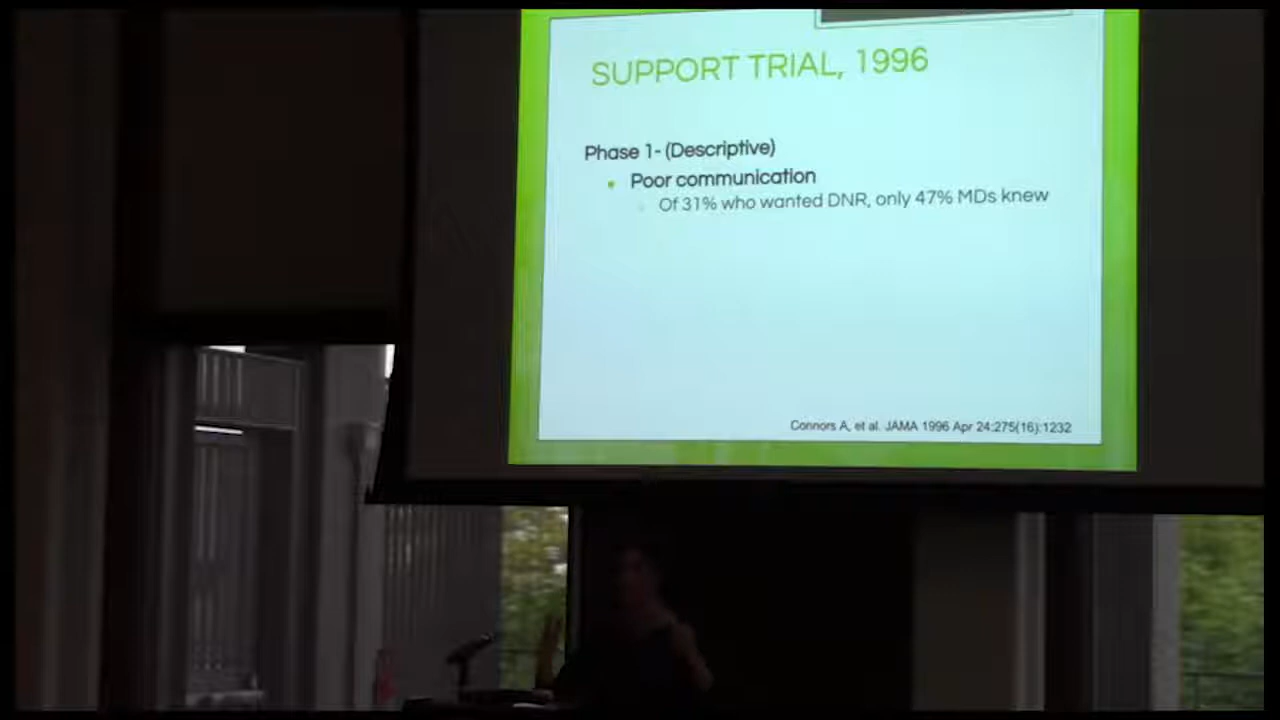 SUPPORT TRIAL, 1996
Phase 1- (Descriptive)
Poor communication
Of 31% who wanted DNR, only 47% MDs knew
Connors A, et al. JAMA 1996 Apr 24:275(16):1232